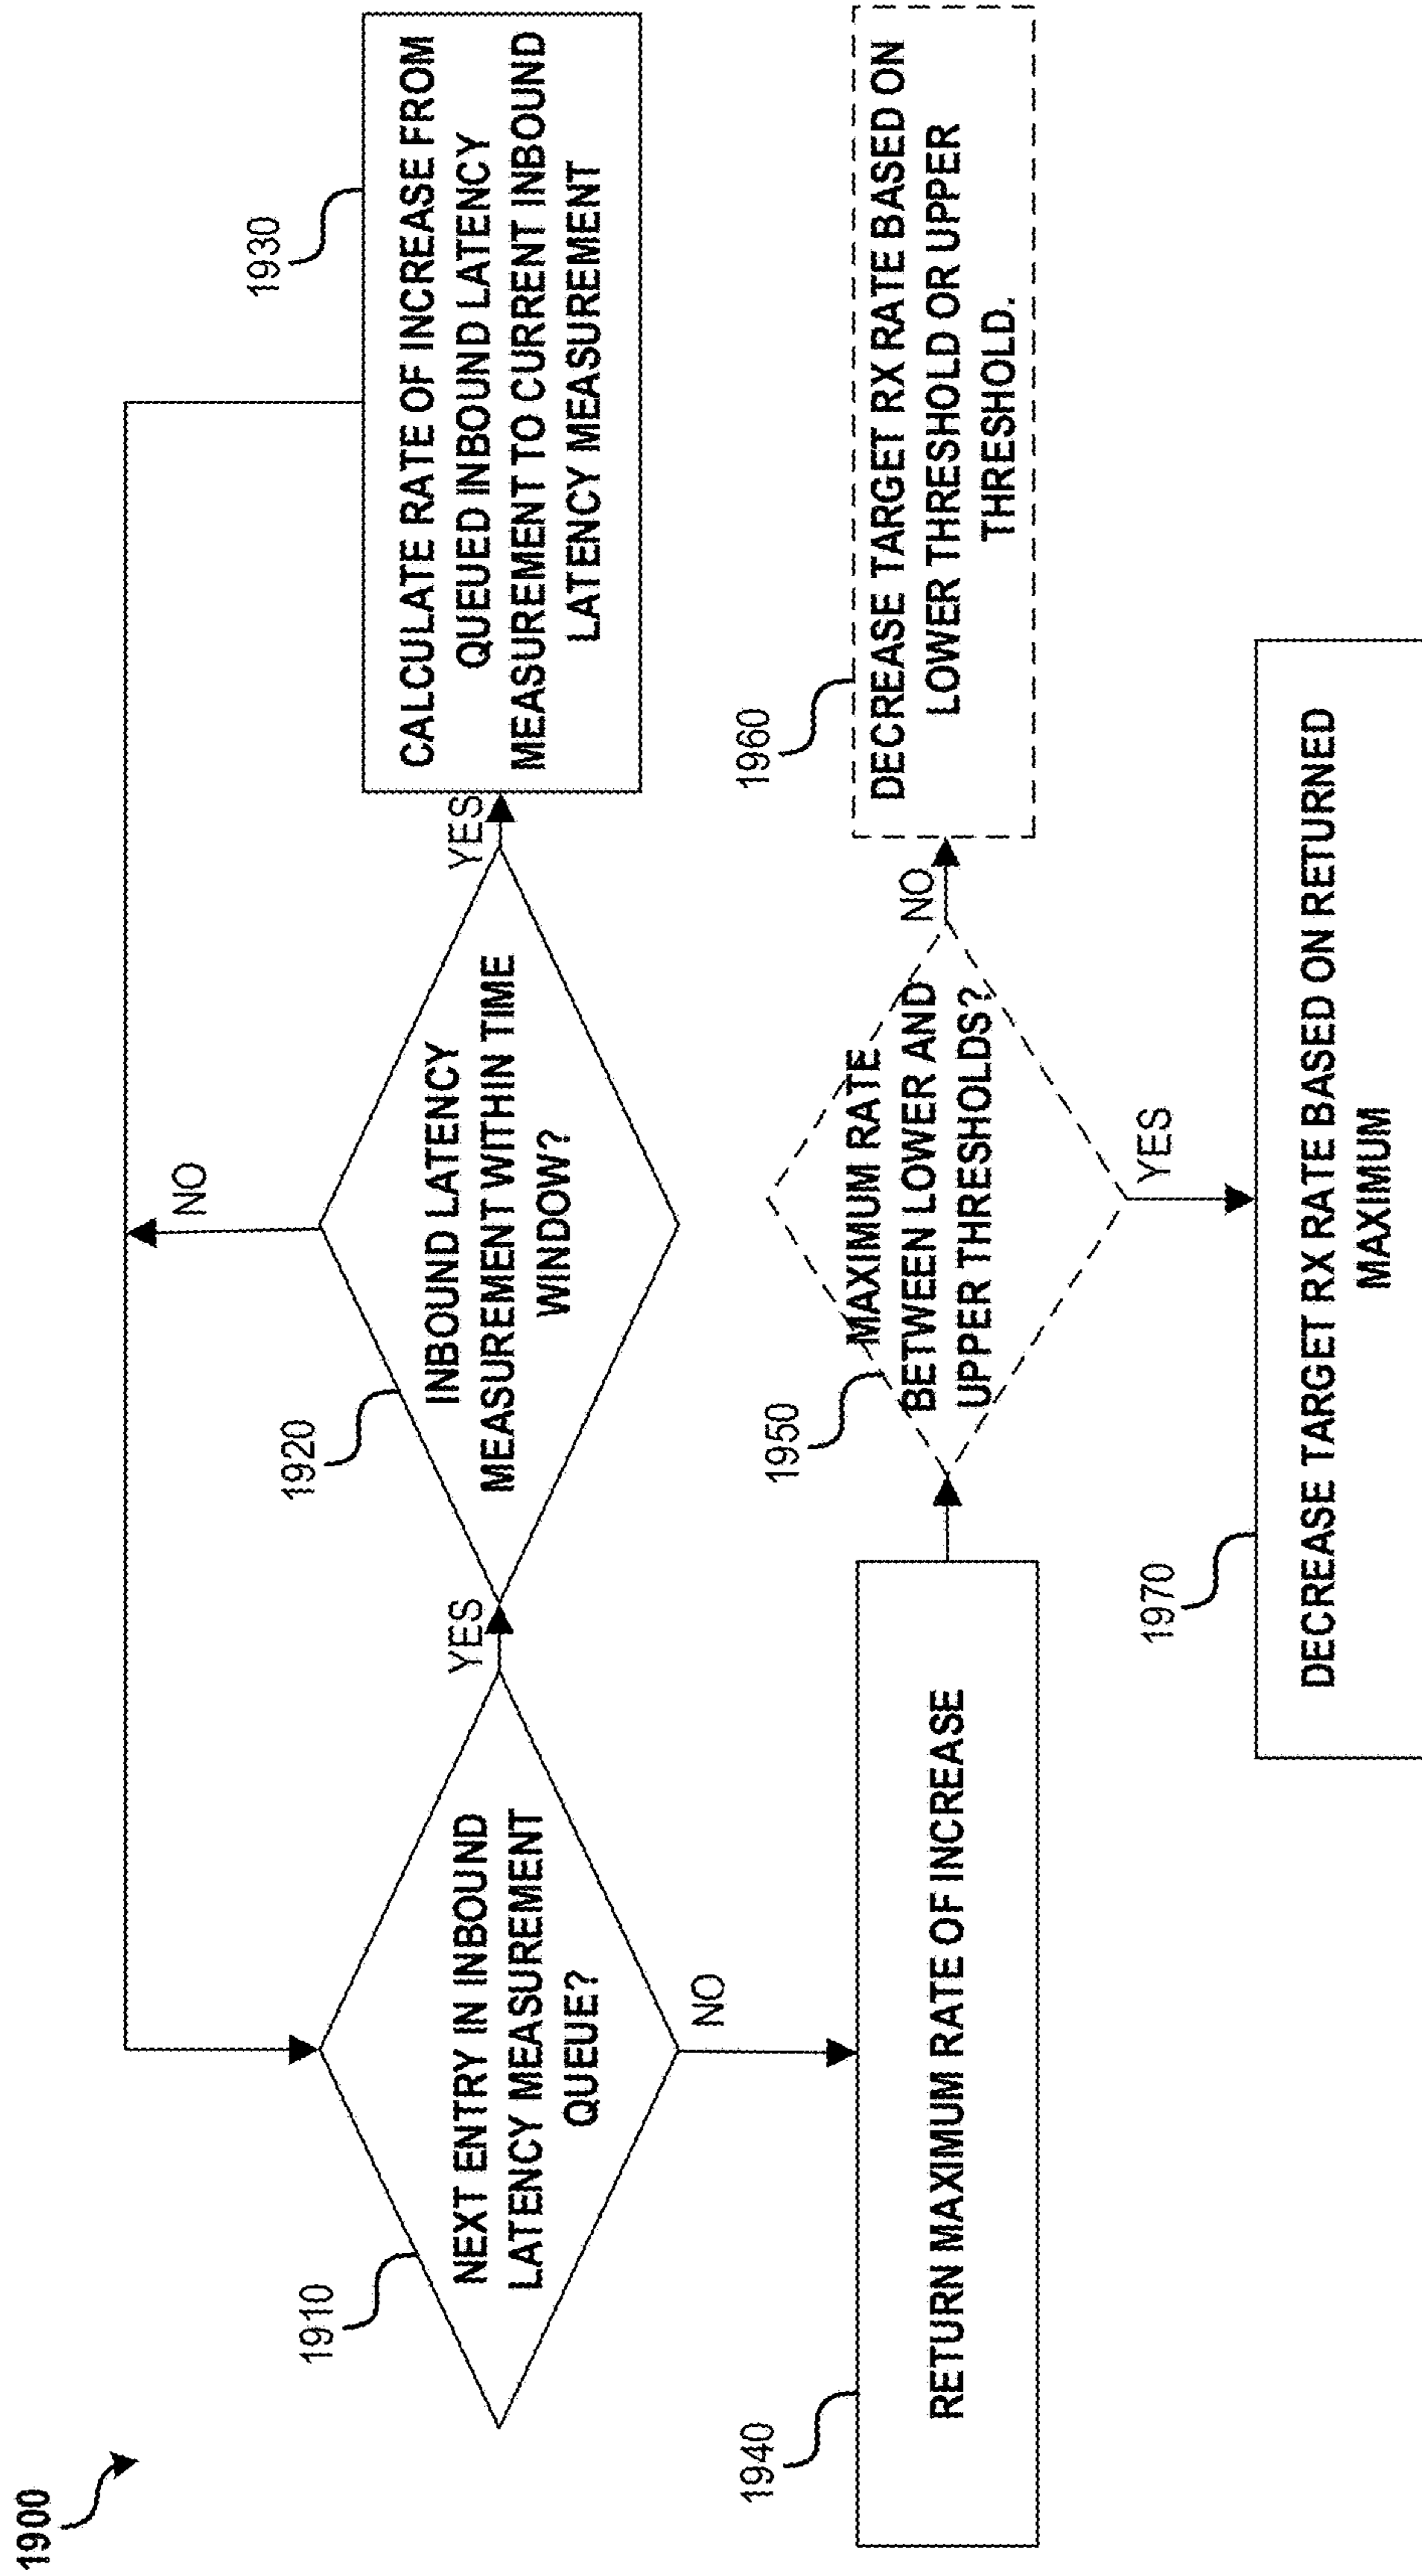 1900
1910
NEXT ENTRY IN INBOUND
LATENCY MEASUREMENT
QUEUE?
YES
NO
1920
INBOUND LATENCY
MEASUREMENT WITHIN TIME
WINDOW?
NO
YES
1930
CALCULATE RATE OF INCREASE FROM
QUEUED INBOUND LATENCY
MEASUREMENT TO CURRENT INBOUND
LATENCY MEASUREMENT
1940
RETURN MAXIMUM RATE OF INCREASE
1950
MAXIMUM RATE
BETWEEN LOWER AND
UPPER THRESHOLDS?
NO
YES
1960
DECREASE TARGET RX RATE BASED ON
LOWER THRESHOLD OR UPPER
THRESHOLD.
1970
DECREASE TARGET RX RATE BASED ON RETURNED
MAXIMUM